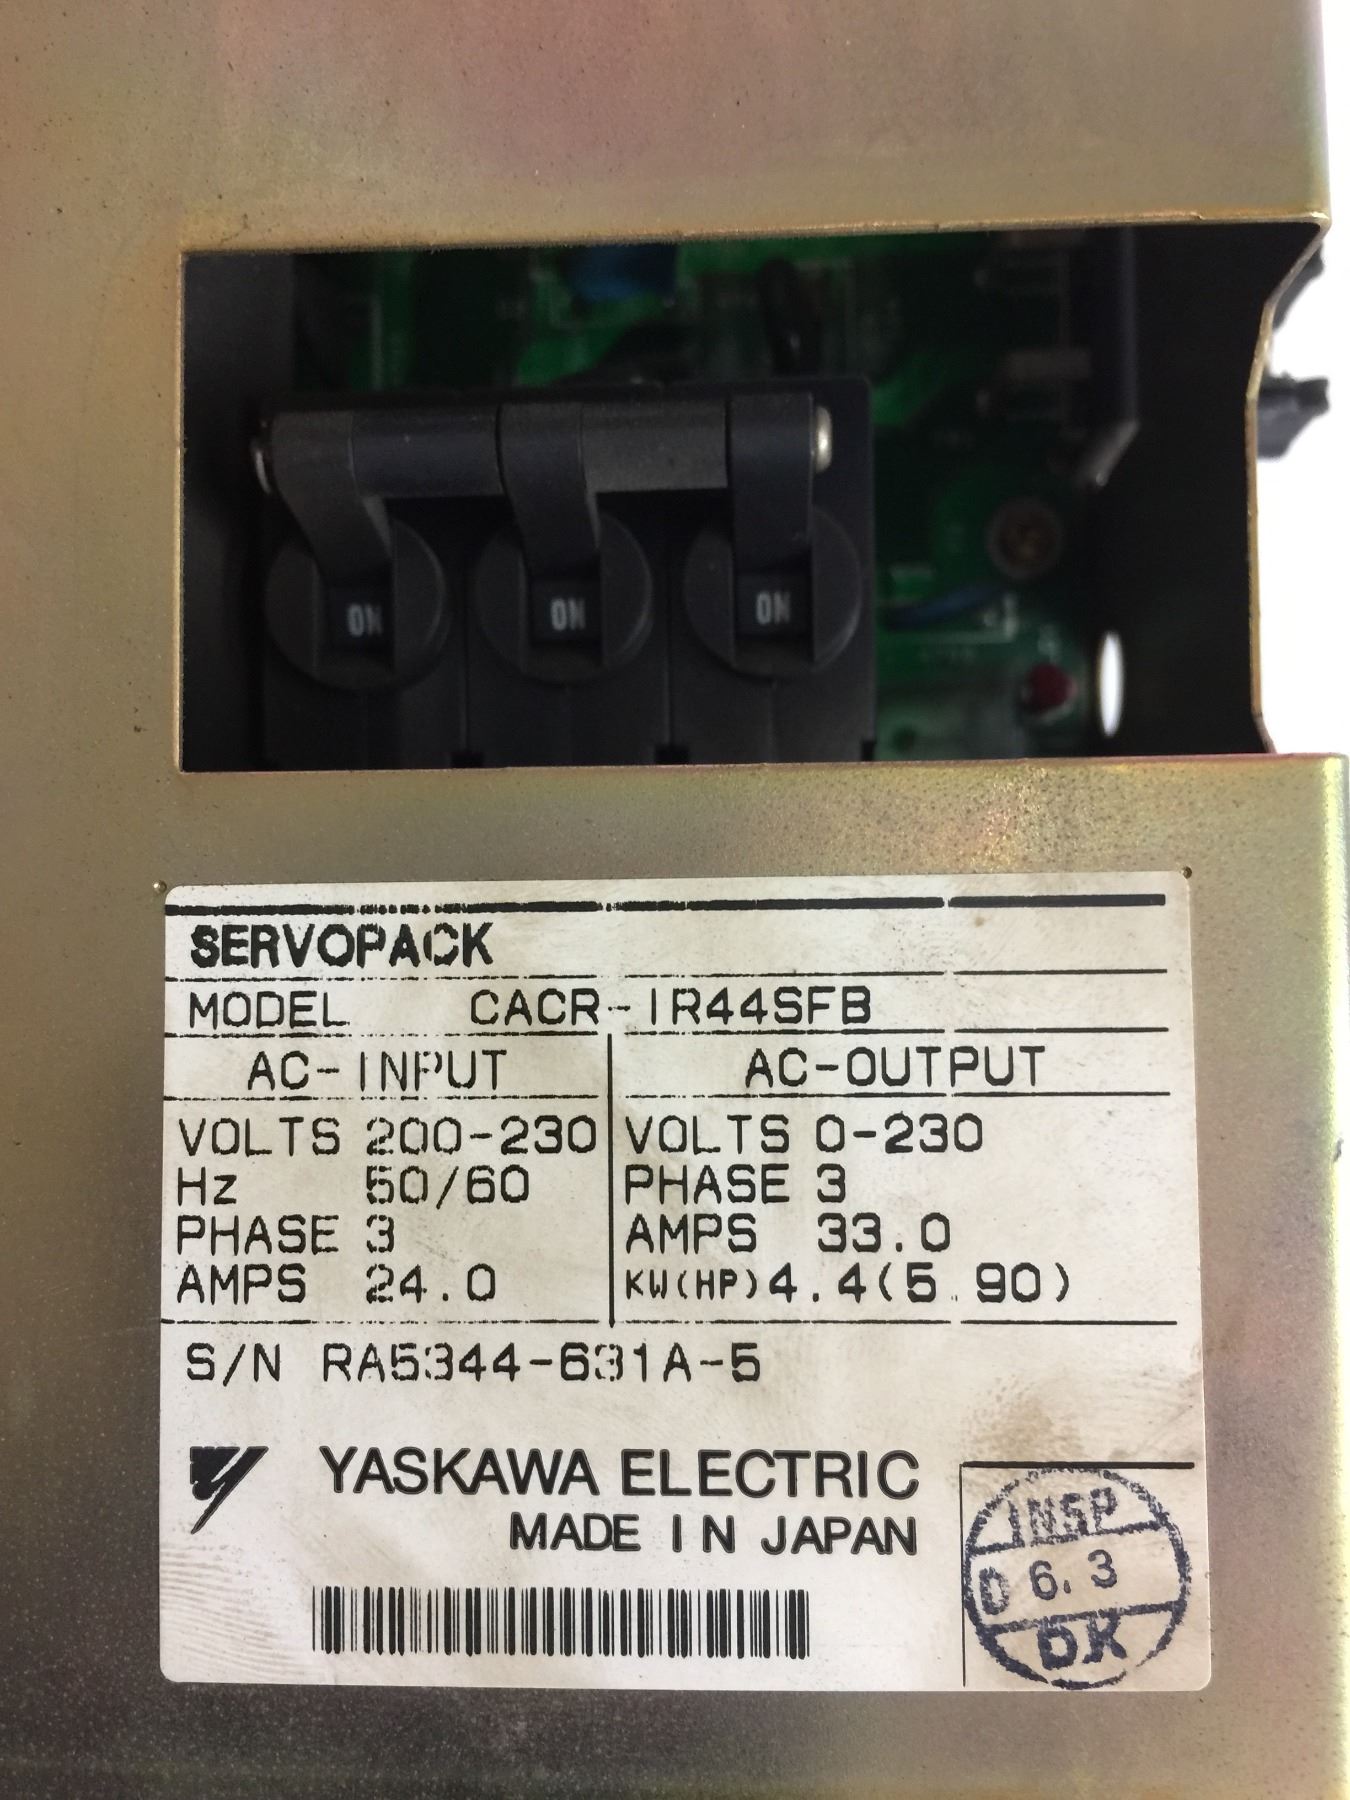 ON ON ON
SERVOPACK
MODEL CACR-IR44SFB
AC-INPUT AC-OUTPUT
VOLTS 200-230 VOLTS 0-230
Hz 50/60 PHASE 3
PHASE 3 AMPS 33.0
AMPS 24.0 KW(HP) 4.4(5.90)
S/N RA5344-631A-5
YASKAWA ELECTRIC
MADE IN JAPAN
INSP
D 6.3
OK